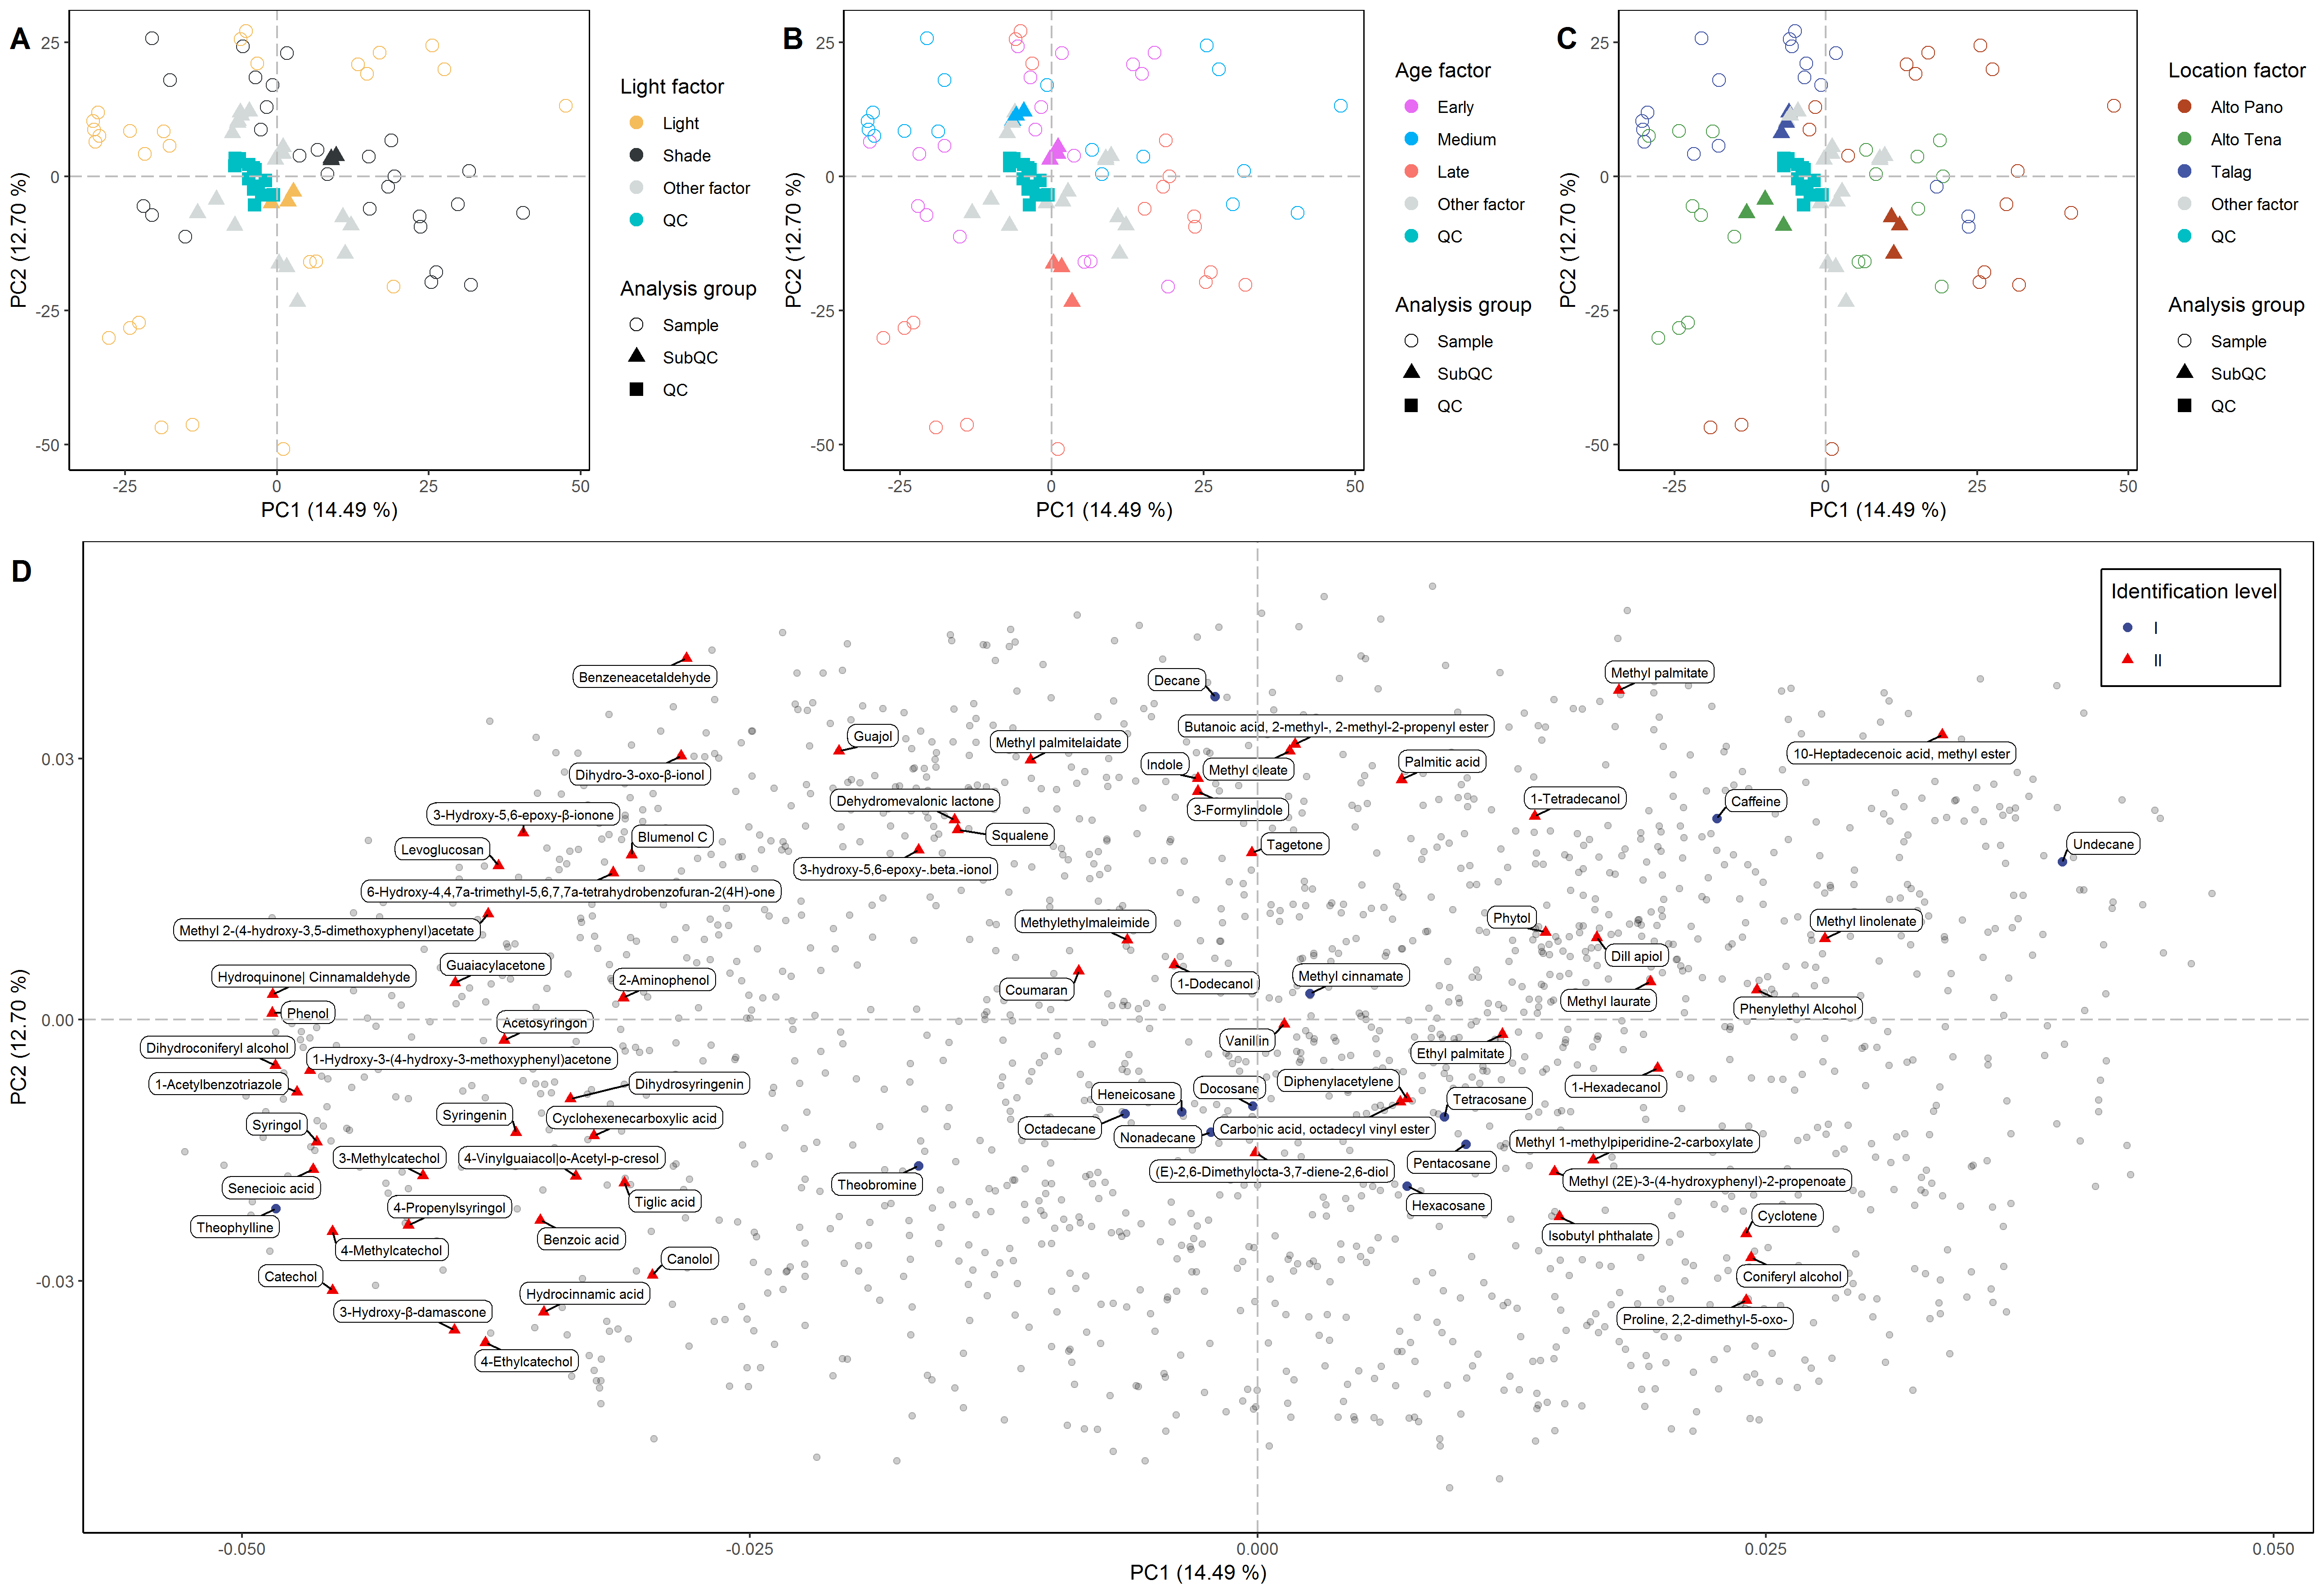 A
25
0
-25
-50
-25
0
25
50
PC2 (12.70 %)
PC1 (14.49 %)
Light factor
Light
Shade
Other factor
QC
Analysis group
Sample
SubQC
QC
B
25
0
-25
-50
-25
0
25
50
PC2 (12.70 %)
PC1 (14.49 %)
Age factor
Early
Medium
Late
Other factor
QC
Analysis group
Sample
SubQC
QC
C
25
0
-25
-50
-25
0
25
50
PC2 (12.70 %)
PC1 (14.49 %)
Location factor
Alto Pano
Alto Tena
Talag
Other factor
QC
Analysis group
Sample
SubQC
QC
D
Identification level
I
II
Benzeneacetaldehyde
Decane
Methyl palmitate
Butanoic acid, 2-methyl-, 2-methyl-2-propenyl ester
Guajol
Methyl palmitelaidate
10-Heptadecenoic acid, methyl ester
Indole
Methyl oleate
Palmitic acid
Dihydro-3-oxo-β-ionol
Dehydromevalonic lactone
1-Tetradecanol
Caffeine
3-Formylindole
3-Hydroxy-5,6-epoxy-β-ionone
Blumenol C
Squalene
Tagetone
Undecane
Levoglucosan
3-hydroxy-5,6-epoxy-.beta.-ionol
6-Hydroxy-4,4,7a-trimethyl-5,6,7,7a-tetrahydrobenzofuran-2(4H)-one
Methyl 2-(4-hydroxy-3,5-dimethoxyphenyl)acetate
Methylethylmaleimide
Phytol
Methyl linolenate
Dill apiol
Guaiacylacetone
Hydroquinone| Cinnamaldehyde
2-Aminophenol
Coumaran
1-Dodecanol
Methyl cinnamate
Methyl laurate
Phenylethyl Alcohol
Phenol
Acetosyringon
Vanillin
Dihydroconiferyl alcohol
1-Hydroxy-3-(4-hydroxy-3-methoxyphenyl)acetone
Ethyl palmitate
1-Acetylbenzotriazole
Dihydrosyringenin
Heneicosane
Docosane
Diphenylacetylene
1-Hexadecanol
Tetracosane
Syringol
Syringenin
Cyclohexenecarboxylic acid
Octadecane
Nonadecane
Carbonic acid, octadecyl vinyl ester
Methyl 1-methylpiperidine-2-carboxylate
3-Methylcatechol
4-Vinylguaiacol|o-Acetyl-p-cresol
(E)-2,6-Dimethylocta-3,7-diene-2,6-diol
Pentacosane
Methyl (2E)-3-(4-hydroxyphenyl)-2-propenoate
Senecioic acid
Theobromine
Tiglic acid
4-Propenylsyringol
Hexacosane
Cyclotene
Theophylline
Benzoic acid
Isobutyl phthalate
4-Methylcatechol
Canolol
Catechol
Coniferyl alcohol
Hydrocinnamic acid
3-Hydroxy-β-damascone
Proline, 2,2-dimethyl-5-oxo-
4-Ethylcatechol
0.03
0.00
-0.03
PC2 (12.70 %)
-0.050
-0.025
0.000
0.025
0.050
PC1 (14.49 %)